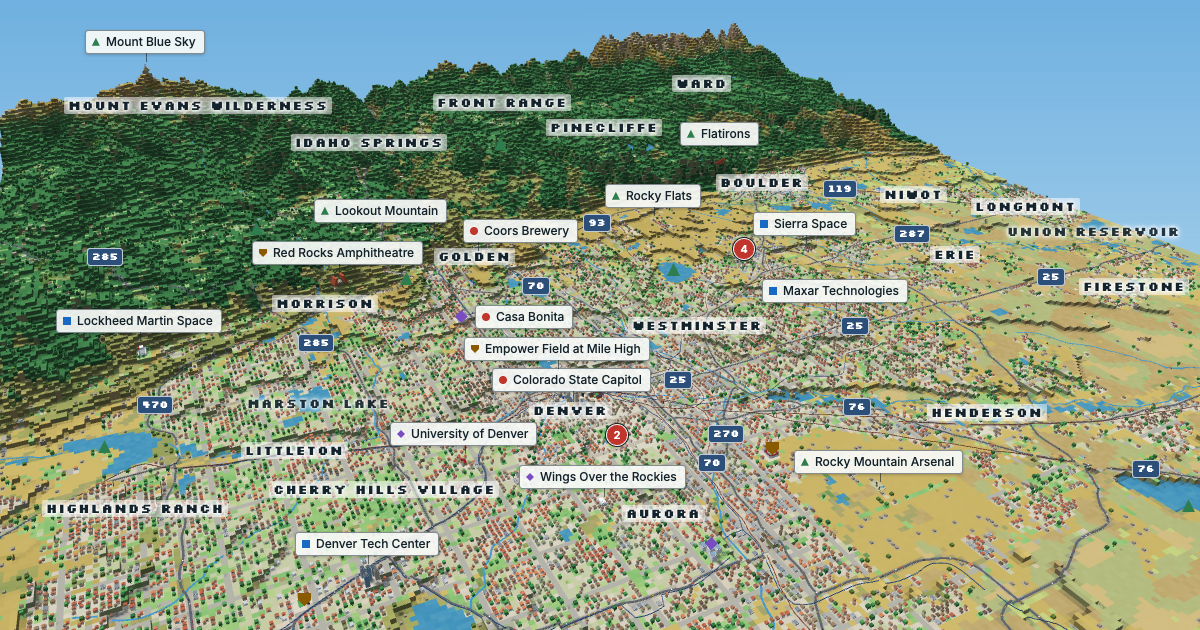 Mount Blue Sky
WARD
MOUNT EVANS WILDERNESS
FRONT RANGE
PINECLIFFE
Flatirons
IDAHO SPRINGS
BOULDER
119
NIWOT
Rocky Flats
LONGMONT
Lookout Mountain
93
Sierra Space
Coors Brewery
287
UNION RESERVOIR
4
Red Rocks Amphitheatre
285
GOLDEN
ERIE
25
70
FIRESTONE
Maxar Technologies
MORRISON
Lockheed Martin Space
Casa Bonita
WESTMINSTER
25
285
Empower Field at Mile High
Colorado State Capitol
25
470
MARSTON LAKE
76
DENVER
HENDERSON
University of Denver
2
270
LITTLETON
70
Rocky Mountain Arsenal
76
Wings Over the Rockies
CHERRY HILLS VILLAGE
HIGHLANDS RANCH
AURORA
Denver Tech Center